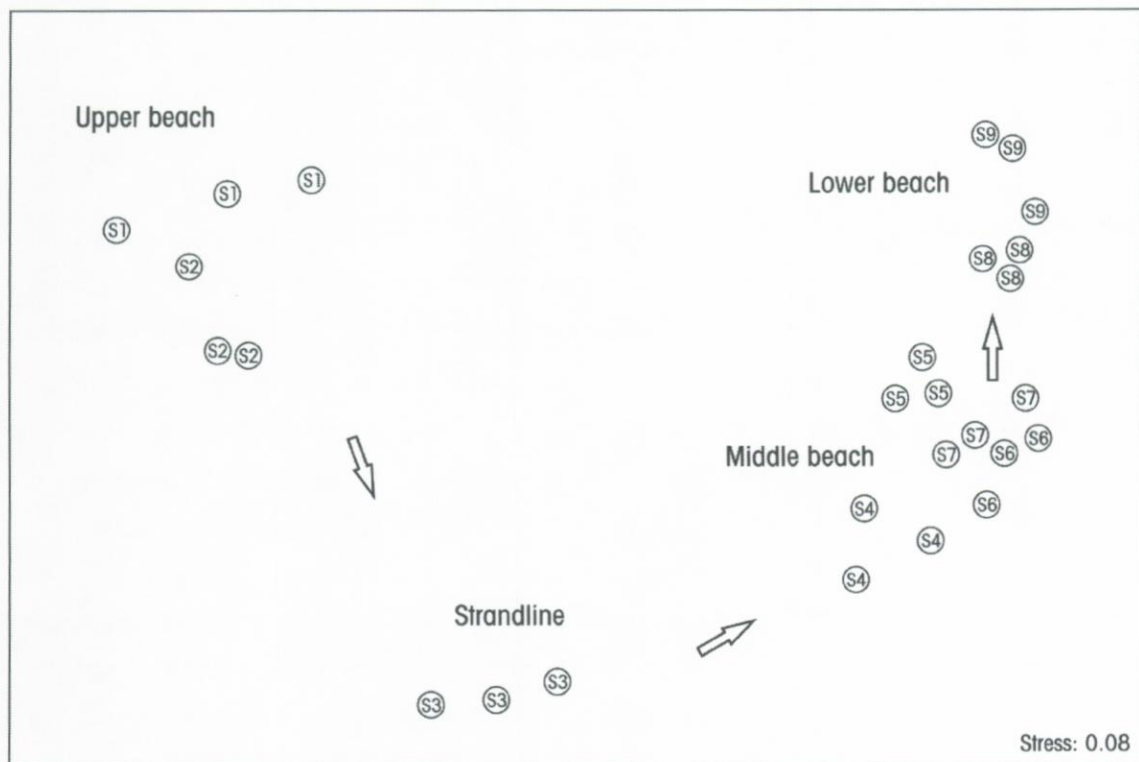 Upper beach
S9
S9
S1
S1
Lower beach
S9
S1
S2
S8
S8
S8
S2
S2
S5
S5
S5
S7
S7
S6
Middle beach
S7
S6
S4
S6
S4
S4
Strandline
S3
S3
S3
Stress: 0.08